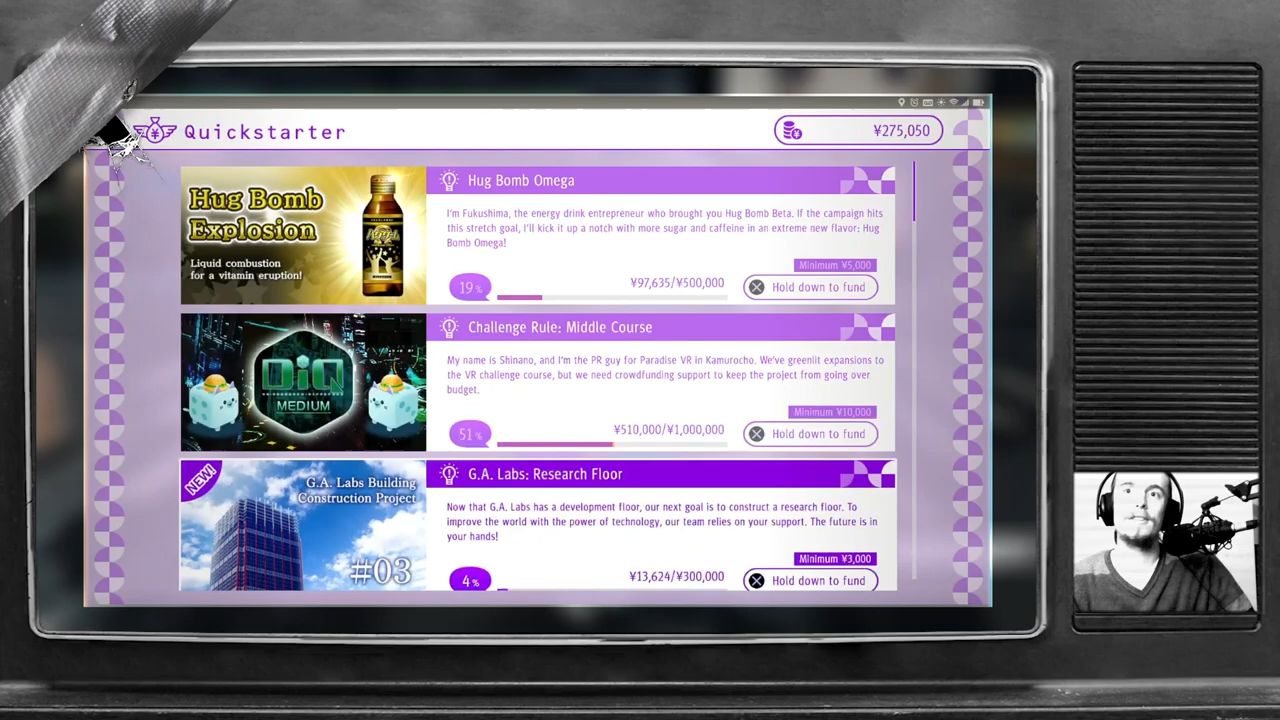 Quickstarter
¥275,050
Hug Bomb
Explosion
Liquid combustion
for a vitamin eruption!
Hug Bomb Omega
I'm Fukushima, the energy drink entrepreneur who brought you Hug Bomb Beta. If the campaign hits
this stretch goal, I'll kick it up a notch with more sugar and caffeine in an extreme new flavor: Hug
Bomb Omega!
Minimum ¥5,000
19 %
¥97,635/¥500,000
Hold down to fund
DiQ
MEDIUM
Challenge Rule: Middle Course
My name is Shinano, and I'm the PR guy for Paradise VR in Kamurocho. We've greenlit expansions to
the VR challenge course, but we need crowdfunding support to keep the project from going over
budget.
Minimum ¥10,000
51 %
¥510,000/¥1,000,000
Hold down to fund
NEW!
G.A. Labs Building
Construction Project
#03
G.A. Labs: Research Floor
Now that G.A. Labs has a development floor, our next goal is to construct a research floor. To
improve the world with the power of technology, our team relies on your support. The future is in
your hands!
Minimum ¥3,000
4 %
¥13,624/¥300,000
Hold down to fund